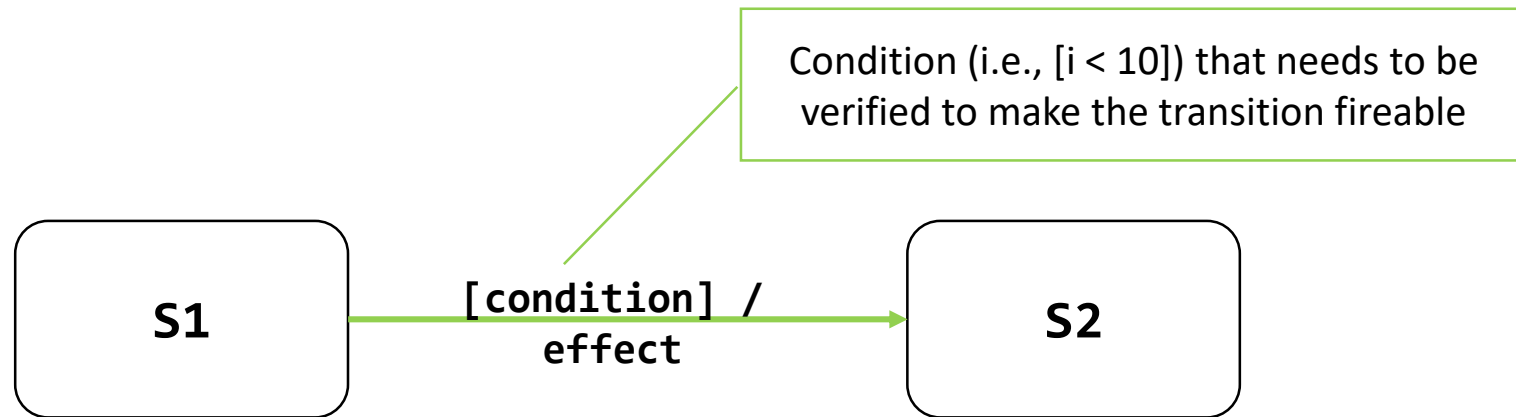 Condition (i.e., [i < 10]) that needs to be
verified to make the transition fireable
S1
[condition] /
effect
S2